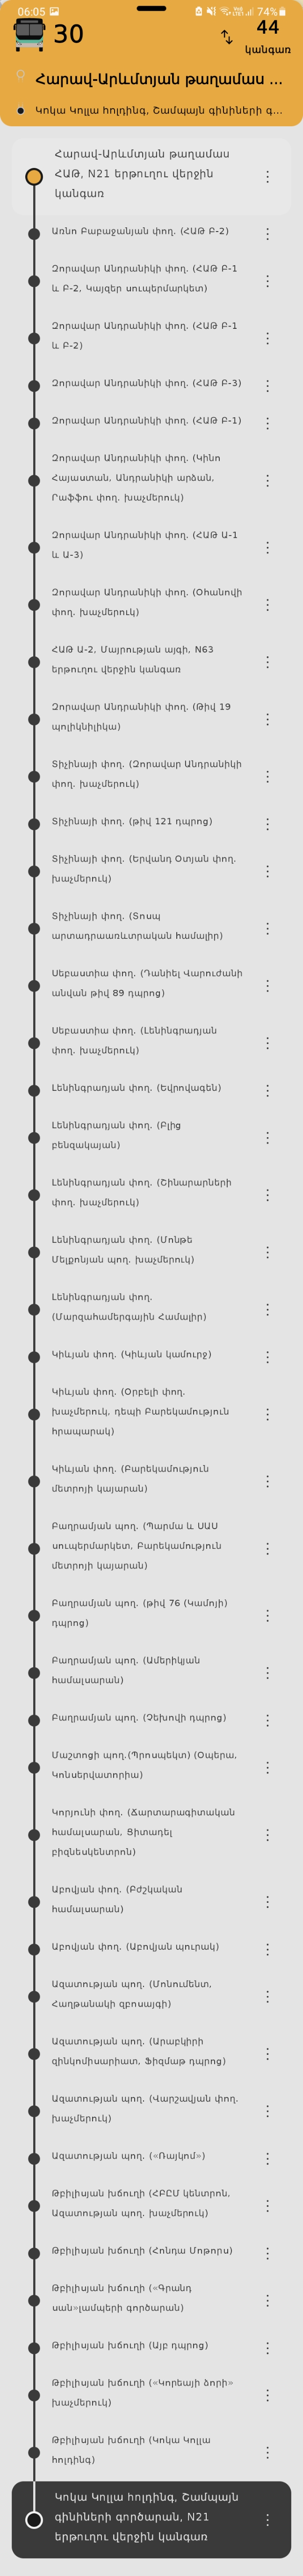 06:05 74%
30
44
կանգառ
Հարավ-Արևմտյան թաղամաս ...
Կոկա Կոլլա հոլդինգ, Շամպայն գինիների գ...
Հարավ-Արևմտյան թաղամաս
ՀԱԹ, N21 երթուղու վերջին
կանգառ
Առնո Բաբաջանյան փող. (ՀԱԹ Բ-2)
Զորավար Անդրանիկի փող. (ՀԱԹ Բ-1
և Բ-2, Կայզեր սուպերմարկետ)
Զորավար Անդրանիկի փող. (ՀԱԹ Բ-1
և Բ-2)
Զորավար Անդրանիկի փող. (ՀԱԹ Բ-3)
Զորավար Անդրանիկի փող. (ՀԱԹ Բ-1)
Զորավար Անդրանիկի փող. (Կինո
Հայաստան, Անդրանիկի արձան,
Րաֆֆու փող. խաչմերուկ)
Զորավար Անդրանիկի փող. (ՀԱԹ Ա-1
և Ա-3)
Զորավար Անդրանիկի փող. (Օհանովի
փող. խաչմերուկ)
ՀԱԹ Ա-2, Մայրության այգի, N63
երթուղու վերջին կանգառ
Զորավար Անդրանիկի փող. (Թիվ 19
պոլիկնիլիկա)
Տիչինայի փող. (Զորավար Անդրանիկի
փող. խաչմերուկ)
Տիչինայի փող. (թիվ 121 դպրոց)
Տիչինայի փող. (Երվանդ Օտյան փող.
խաչմերուկ)
Տիչինայի փող. (Տոսպ
արտադրաառևտրական համալիր)
Սեբաստիա փող. (Դանիել Վարուժանի
անվան թիվ 89 դպրոց)
Սեբաստիա փող. (Լենինգրադյան
փող. խաչմերուկ)
Լենինգրադյան փող. (Եվրովագեն)
Լենինգրադյան փող. (Բլից
բենզակայան)
Լենինգրադյան փող. (Շինարարների
փող. խաչմերուկ)
Լենինգրադյան փող. (Մոնթե
Մելքոնյան պող. խաչմերուկ)
Լենինգրադյան փող.
(Մարզահամերգային Համալիր)
Կիևյան փող. (Կիևյան կամուրջ)
Կիևյան փող. (Օրբելի փող.
խաչմերուկ, դեպի Բարեկամություն
հրապարակ)
Կիևյան փող. (Բարեկամություն
մետրոյի կայարան)
Բաղրամյան պող. (Պարմա և ՍԱՍ
սուպերմարկետ, Բարեկամություն
մետրոյի կայարան)
Բաղրամյան պող. (թիվ 76 (Կամոյի)
դպրոց)
Բաղրամյան պող. (Ամերիկյան
համալսարան)
Բաղրամյան պող. (Չեխովի դպրոց)
Մաշտոցի պող.(Պրոսպեկտ) (Օպերա,
Կոնսերվատորիա)
Կորյունի փող. (Ճարտարագիտական
համալսարան, Ցիտադել
բիզնեսկենտրոն)
Աբովյան փող. (Բժշկական
համալսարան)
Աբովյան փող. (Աբովյան պուրակ)
Ազատության պող. (Մոնումենտ,
Հաղթանակի զբոսայգի)
Ազատության պող. (Արաբկիրի
զինկոմիսարիատ, Ֆիզմաթ դպրոց)
Ազատության պող. (Վարշավյան փող.
խաչմերուկ)
Ազատության պող. («Ռայկոմ»)
Թբիլիսյան խճուղի (ՀԲԸՄ կենտրոն,
Ազատության պող. խաչմերուկ)
Թբիլիսյան խճուղի (Հոնդա Մոթորս)
Թբիլիսյան խճուղի («Գրանդ
սան»լամպերի գործարան)
Թբիլիսյան խճուղի (Այբ դպրոց)
Թբիլիսյան խճուղի («Կորեայի ձորի»
խաչմերուկ)
Թբիլիսյան խճուղի (Կոկա Կոլլա
հոլդինգ)
Կոկա Կոլլա հոլդինգ, Շամպայն
գինիների գործարան, N21
երթուղու վերջին կանգառ